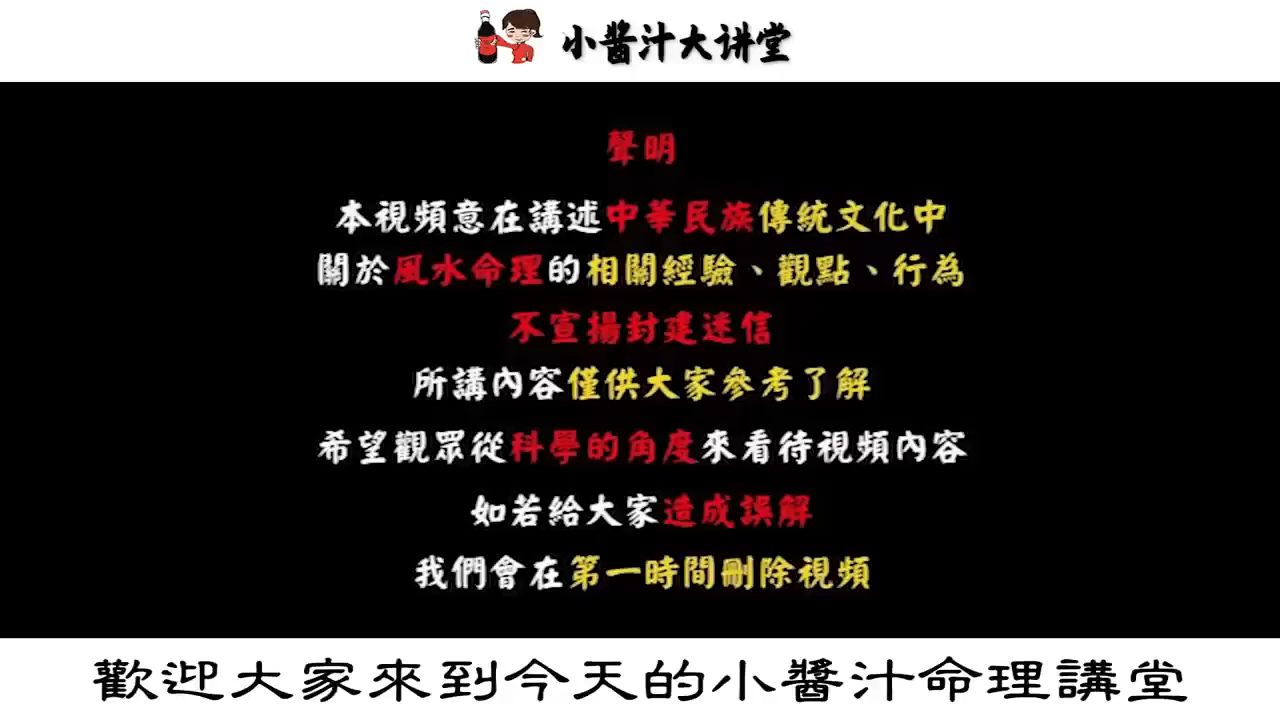 小醬汁大讲堂
聲明
本視頻意在講述中華民族傳統文化中
關於風水命理的相關經驗、觀點、行為
不宣揚封建迷信
所講內容僅供大家參考了解
希望觀眾從科學的角度來看待視頻內容
如若給大家造成誤解
我們會在第一時間刪除視頻
歡迎大家來到今天的小醬汁命理講堂